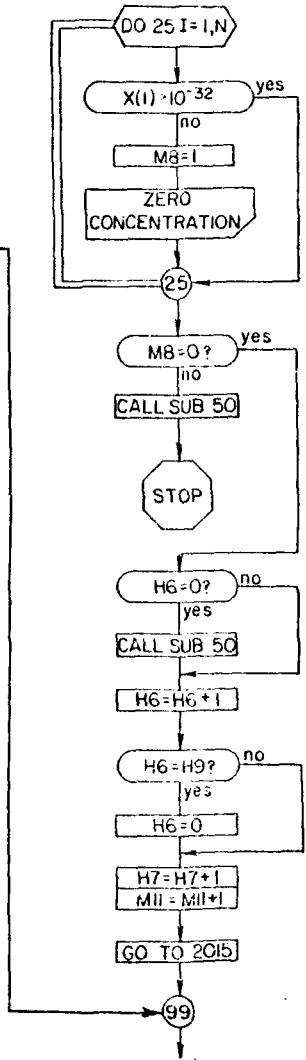 DO 25 I=1,N
X(1)>10⁻³²
yes
no
M8=1
ZERO
CONCENTRATION
25
M8=0?
yes
no
CALL SUB 50
STOP
H6=0?
no
yes
CALL SUB 50
H6=H6+1
H6=H9?
no
yes
H6=0
H7=H7+1
M11=M11+1
GO TO 2015
99